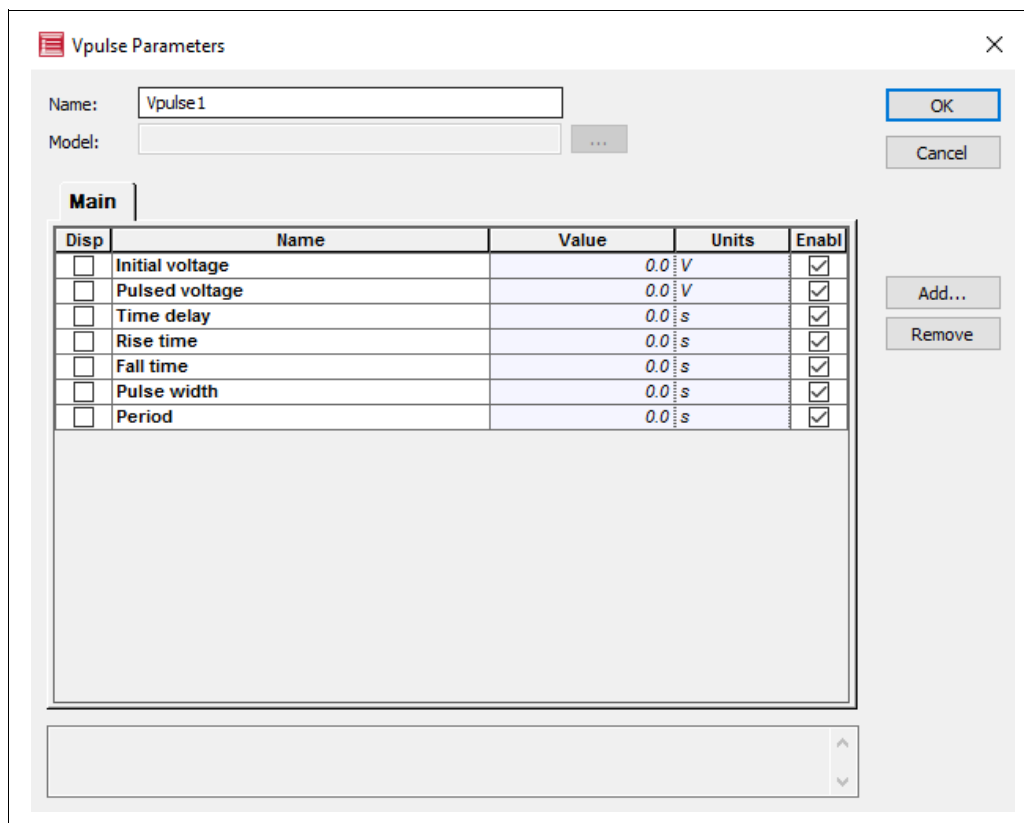 Vpulse Parameters
Name: Vpulse1 OK
Model: ... Cancel
Main
Disp Name Value Units Enabl
Initial voltage 0.0 V
Pulsed voltage 0.0 V Add...
Time delay 0.0 s
Rise time 0.0 s Remove
Fall time 0.0 s
Pulse width 0.0 s
Period 0.0 s